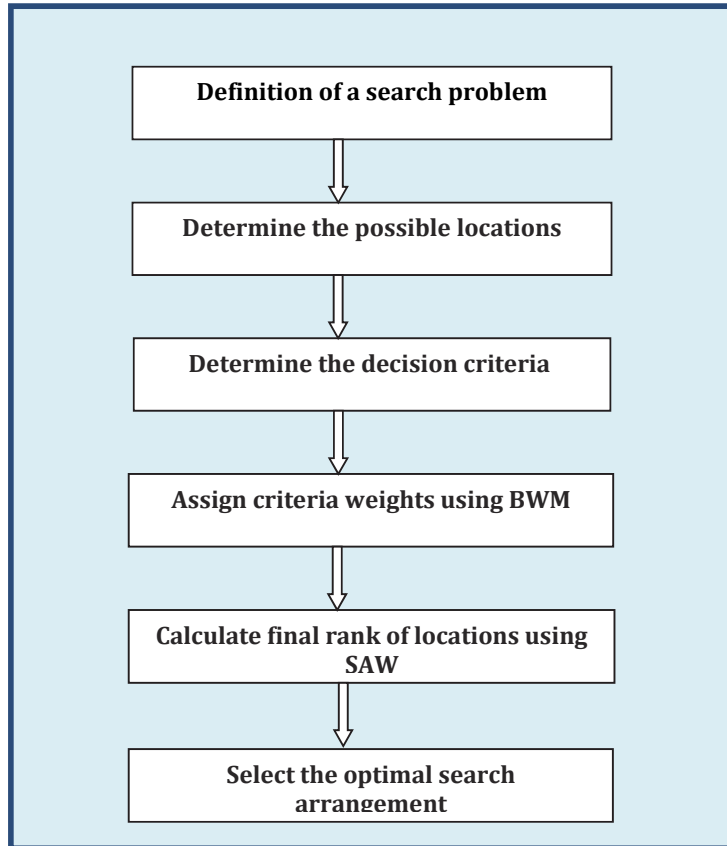 Definition of a search problem
Determine the possible locations
Determine the decision criteria
Assign criteria weights using BWM
Calculate final rank of locations using
SAW
Select the optimal search
arrangement